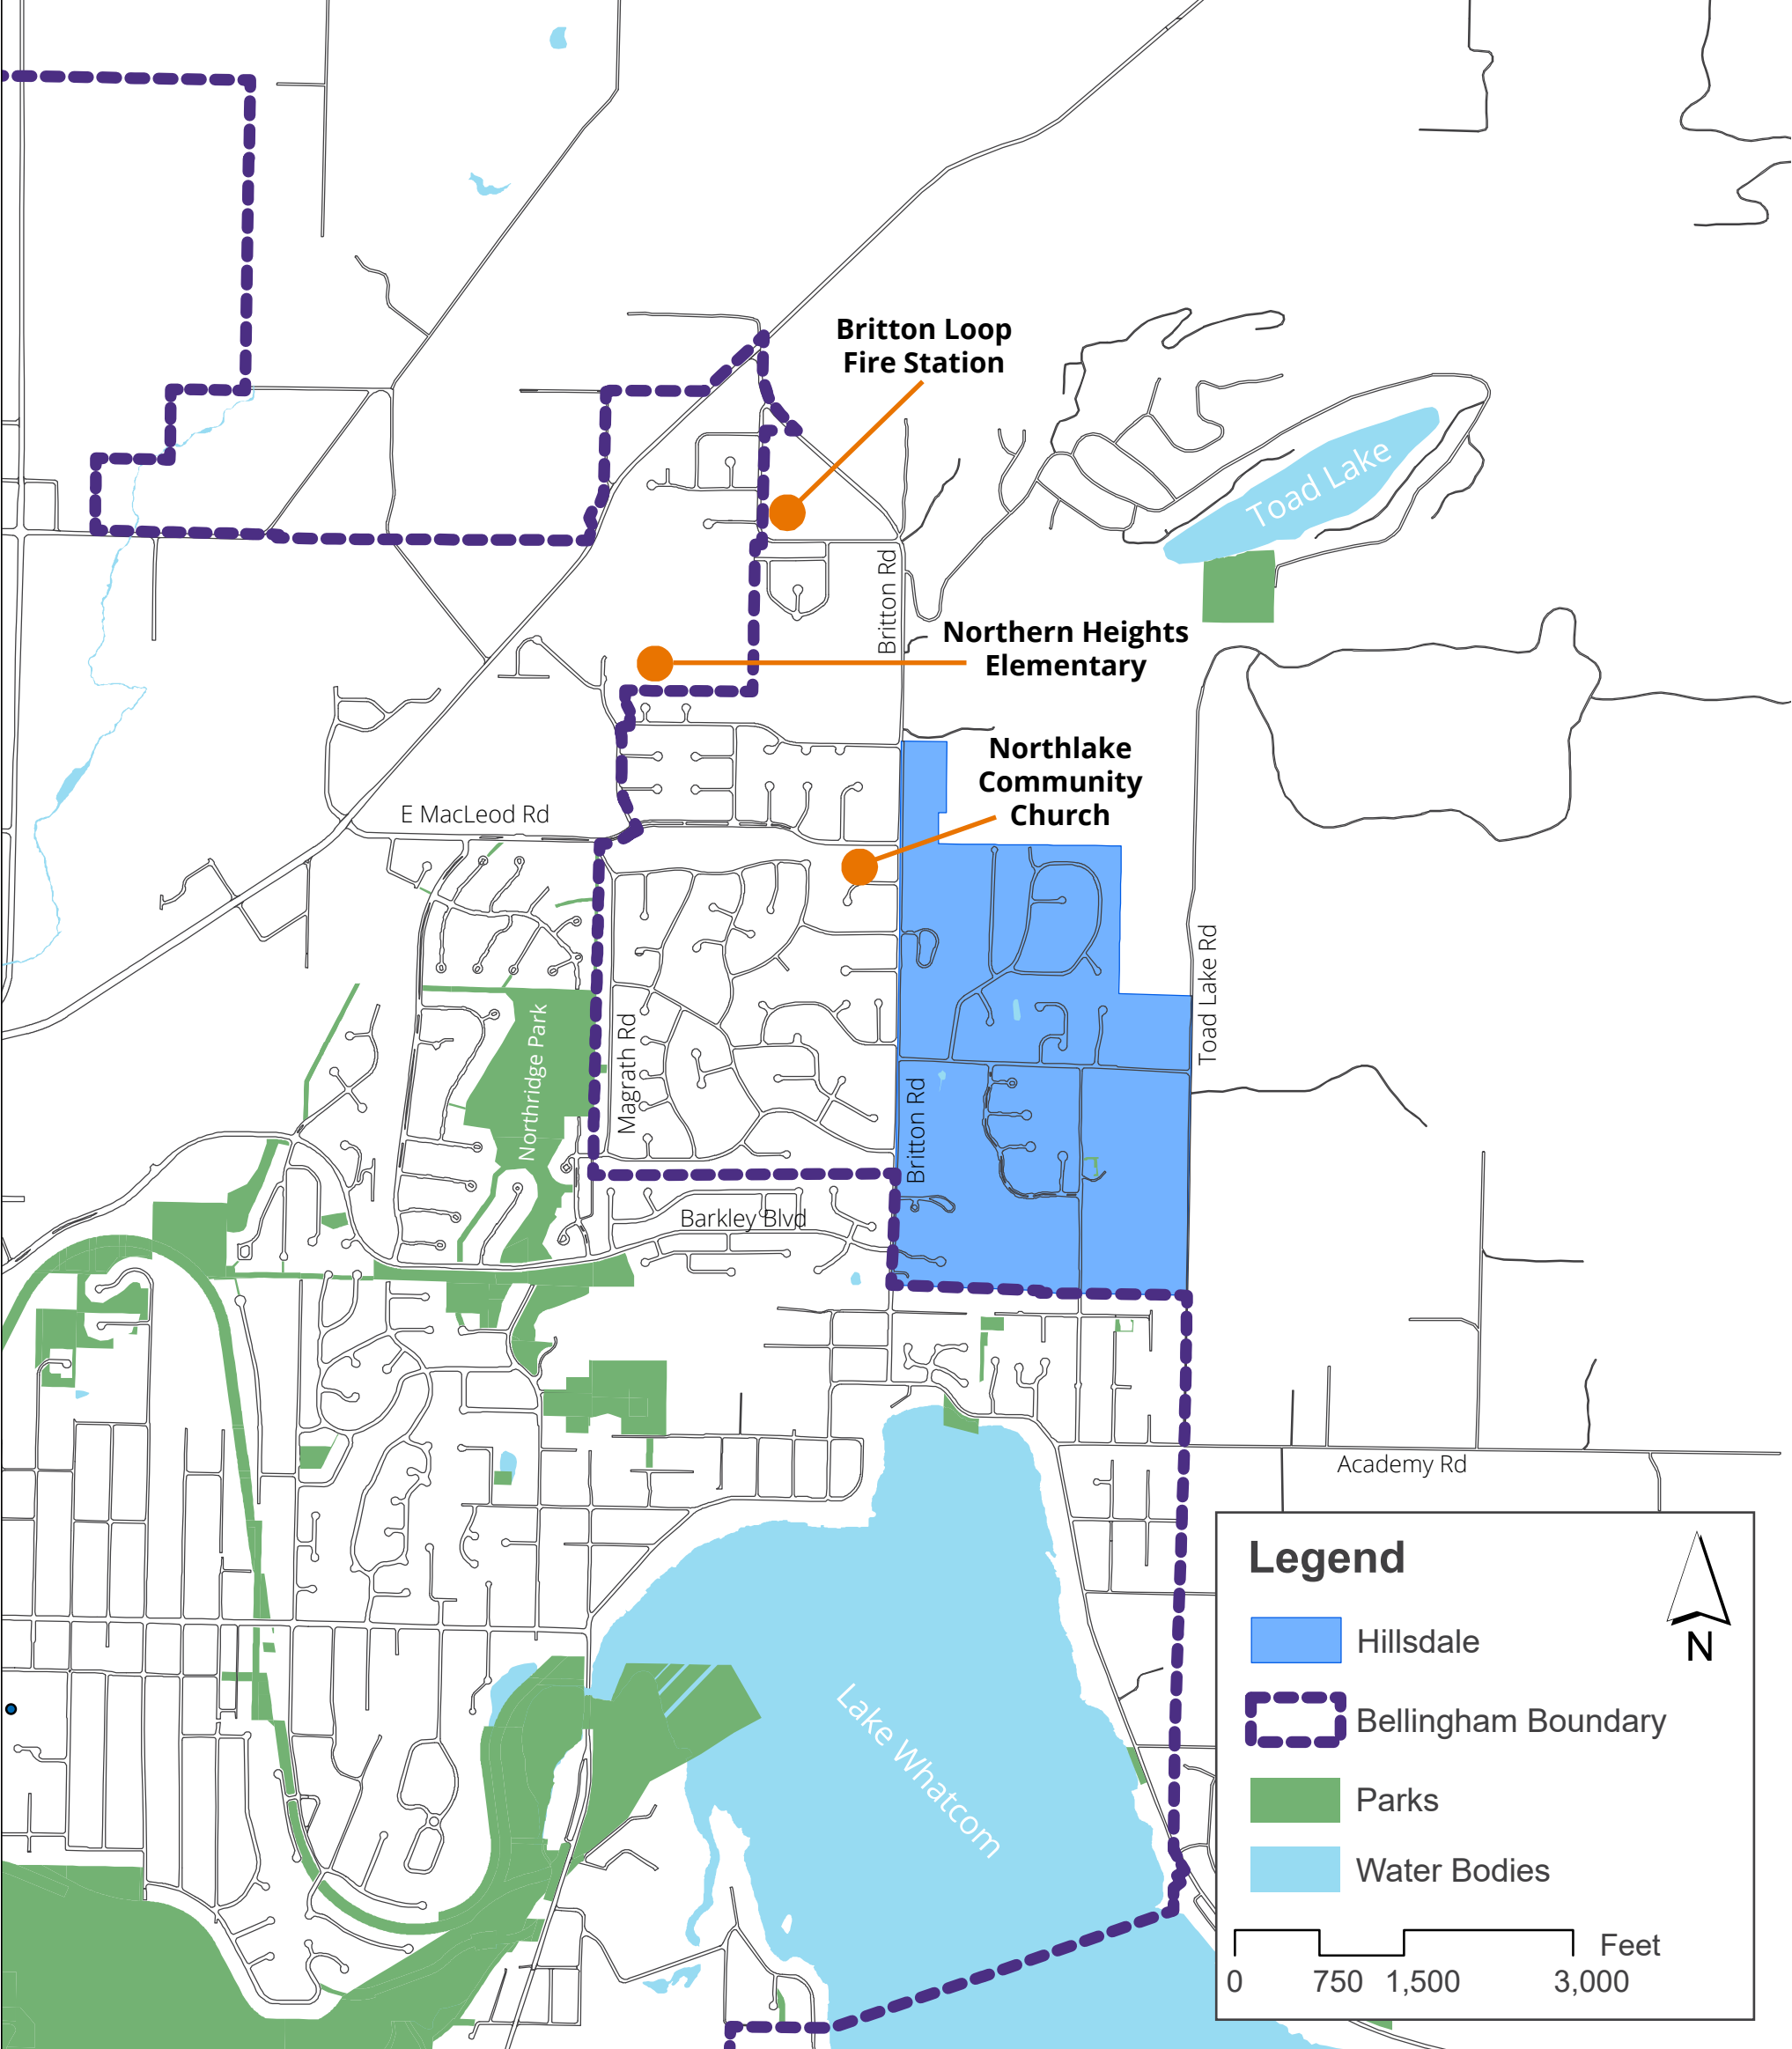 Britton Loop
Fire Station
Toad Lake
Britton Rd
Northern Heights
Elementary
Northlake
Community
Church
E MacLeod Rd
Toad Lake Rd
Northridge Park
Magrath Rd
Britton Rd
Barkley Blvd
Academy Rd
Lake Whatcom
Legend
N
Hillsdale
Bellingham Boundary
Parks
Water Bodies
Feet
0 750 1,500 3,000